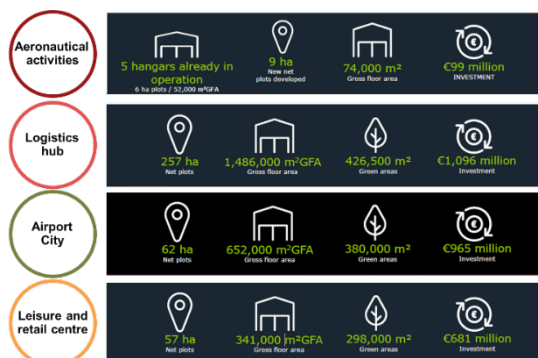 Aeronautical
activities
5 hangars already in
operation
6 ha plots / 52,000 m²GFA
9 ha
New net
plots developed
74,000 m²
Gross floor area
€99 million
INVESTMENT
Logistics
hub
257 ha
Net plots
1,486,000 m²GFA
Gross floor area
426,500 m²
Green areas
€1,096 million
Investment
Airport
City
62 ha
Net plots
652,000 m²GFA
Gross floor area
380,000 m²
Green areas
€965 million
Investment
Leisure and
retail centre
57 ha
Net plots
341,000 m²GFA
Gross floor area
298,000 m²
Green areas
€681 million
Investment